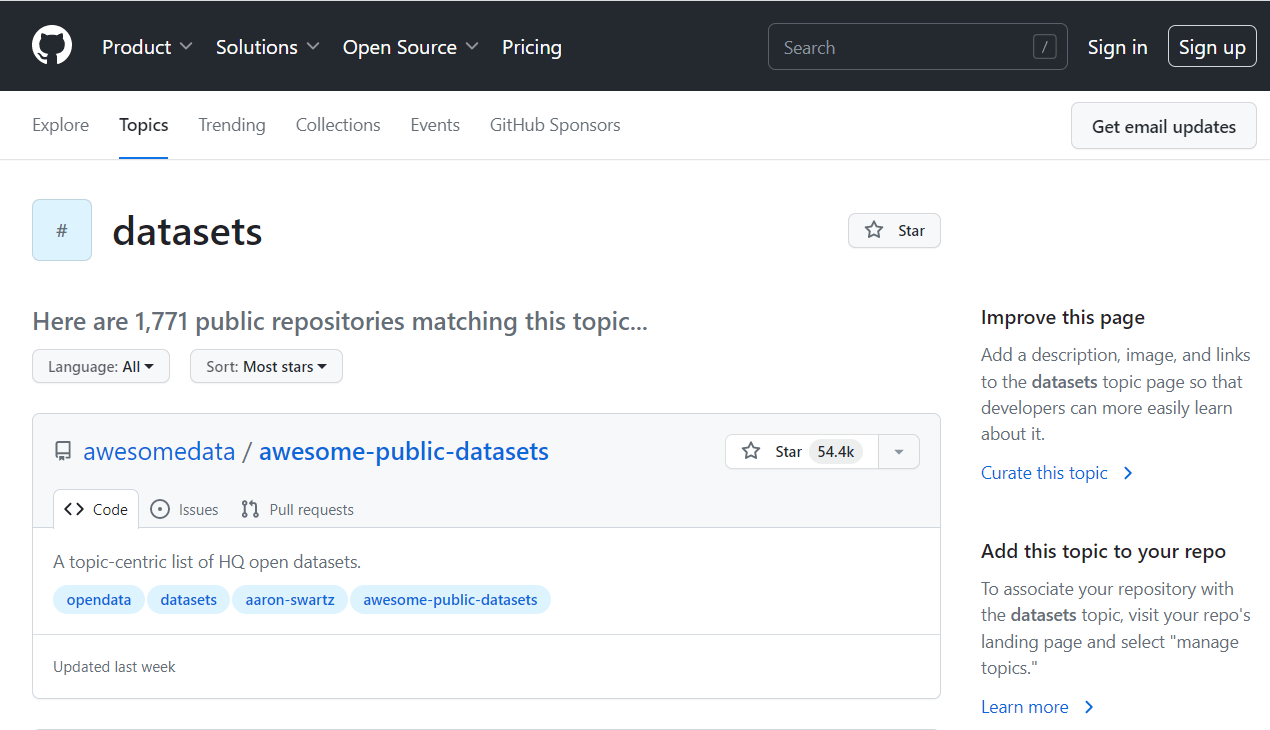 Product Solutions Open Source Pricing Search / Sign in Sign up
Explore Topics Trending Collections Events GitHub Sponsors Get email updates
# datasets Star
Here are 1,771 public repositories matching this topic...
Language: All Sort: Most stars
awesomedata / awesome-public-datasets Star 54.4k
Code Issues Pull requests
A topic-centric list of HQ open datasets.
opendata datasets aaron-swartz awesome-public-datasets
Updated last week
Improve this page
Add a description, image, and links
to the datasets topic page so that
developers can more easily learn
about it.
Curate this topic
Add this topic to your repo
To associate your repository with
the datasets topic, visit your repo's
landing page and select "manage
topics."
Learn more